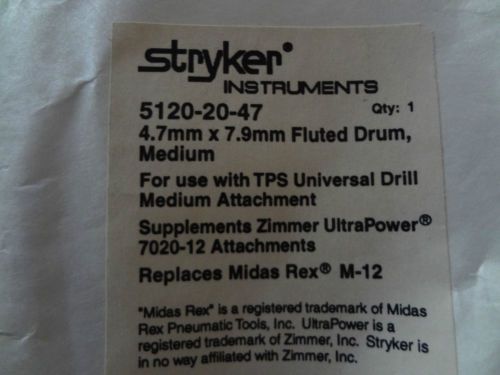 stryker®
INSTRUMENTS
5120-20-47 Qty: 1
4.7mm x 7.9mm Fluted Drum,
Medium
For use with TPS Universal Drill
Medium Attachment
Supplements Zimmer UltraPower®
7020-12 Attachments
Replaces Midas Rex® M-12
"Midas Rex" is a registered trademark of Midas
Rex Pneumatic Tools, Inc. UltraPower is a
registered trademark of Zimmer, Inc. Stryker is
in no way affiliated with Zimmer, Inc.